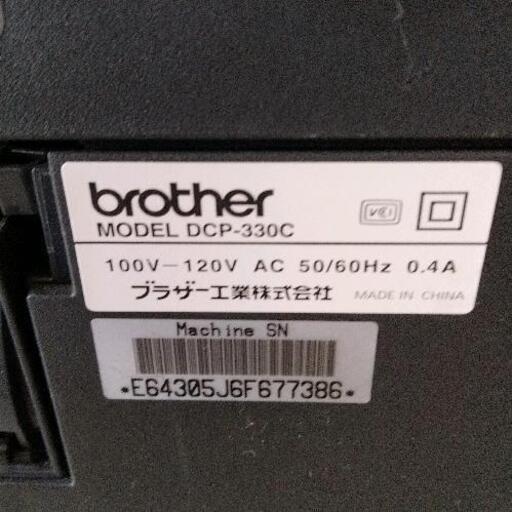 brother
MODEL DCP-330C
VCI
100V-120V AC 50/60Hz 0.4A
ブラザー工業株式会社 MADE IN CHINA
Machine SN
*E64305J6F677386*